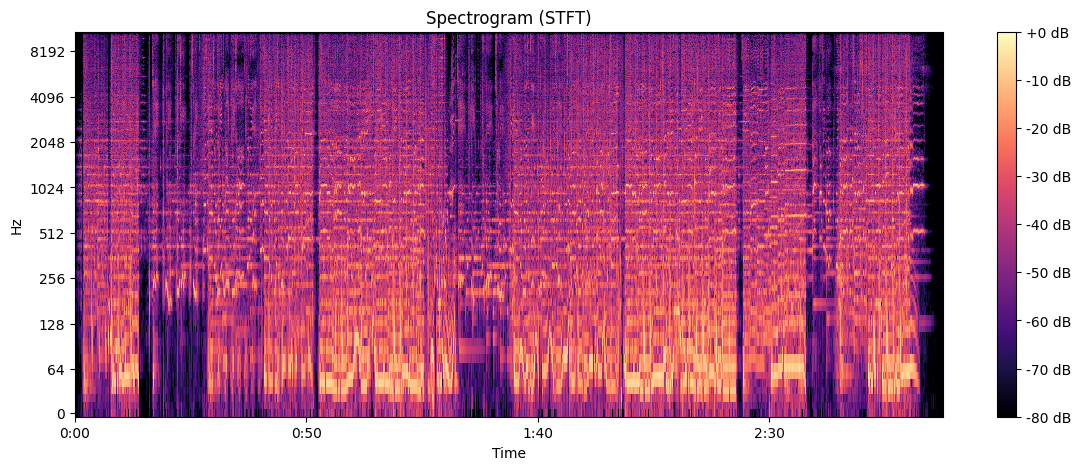 Spectrogram (STFT)
8192
4096
2048
1024
512
256
128
64
0
Hz
0:00
0:50
1:40
2:30
Time
+0 dB
-10 dB
-20 dB
-30 dB
-40 dB
-50 dB
-60 dB
-70 dB
-80 dB